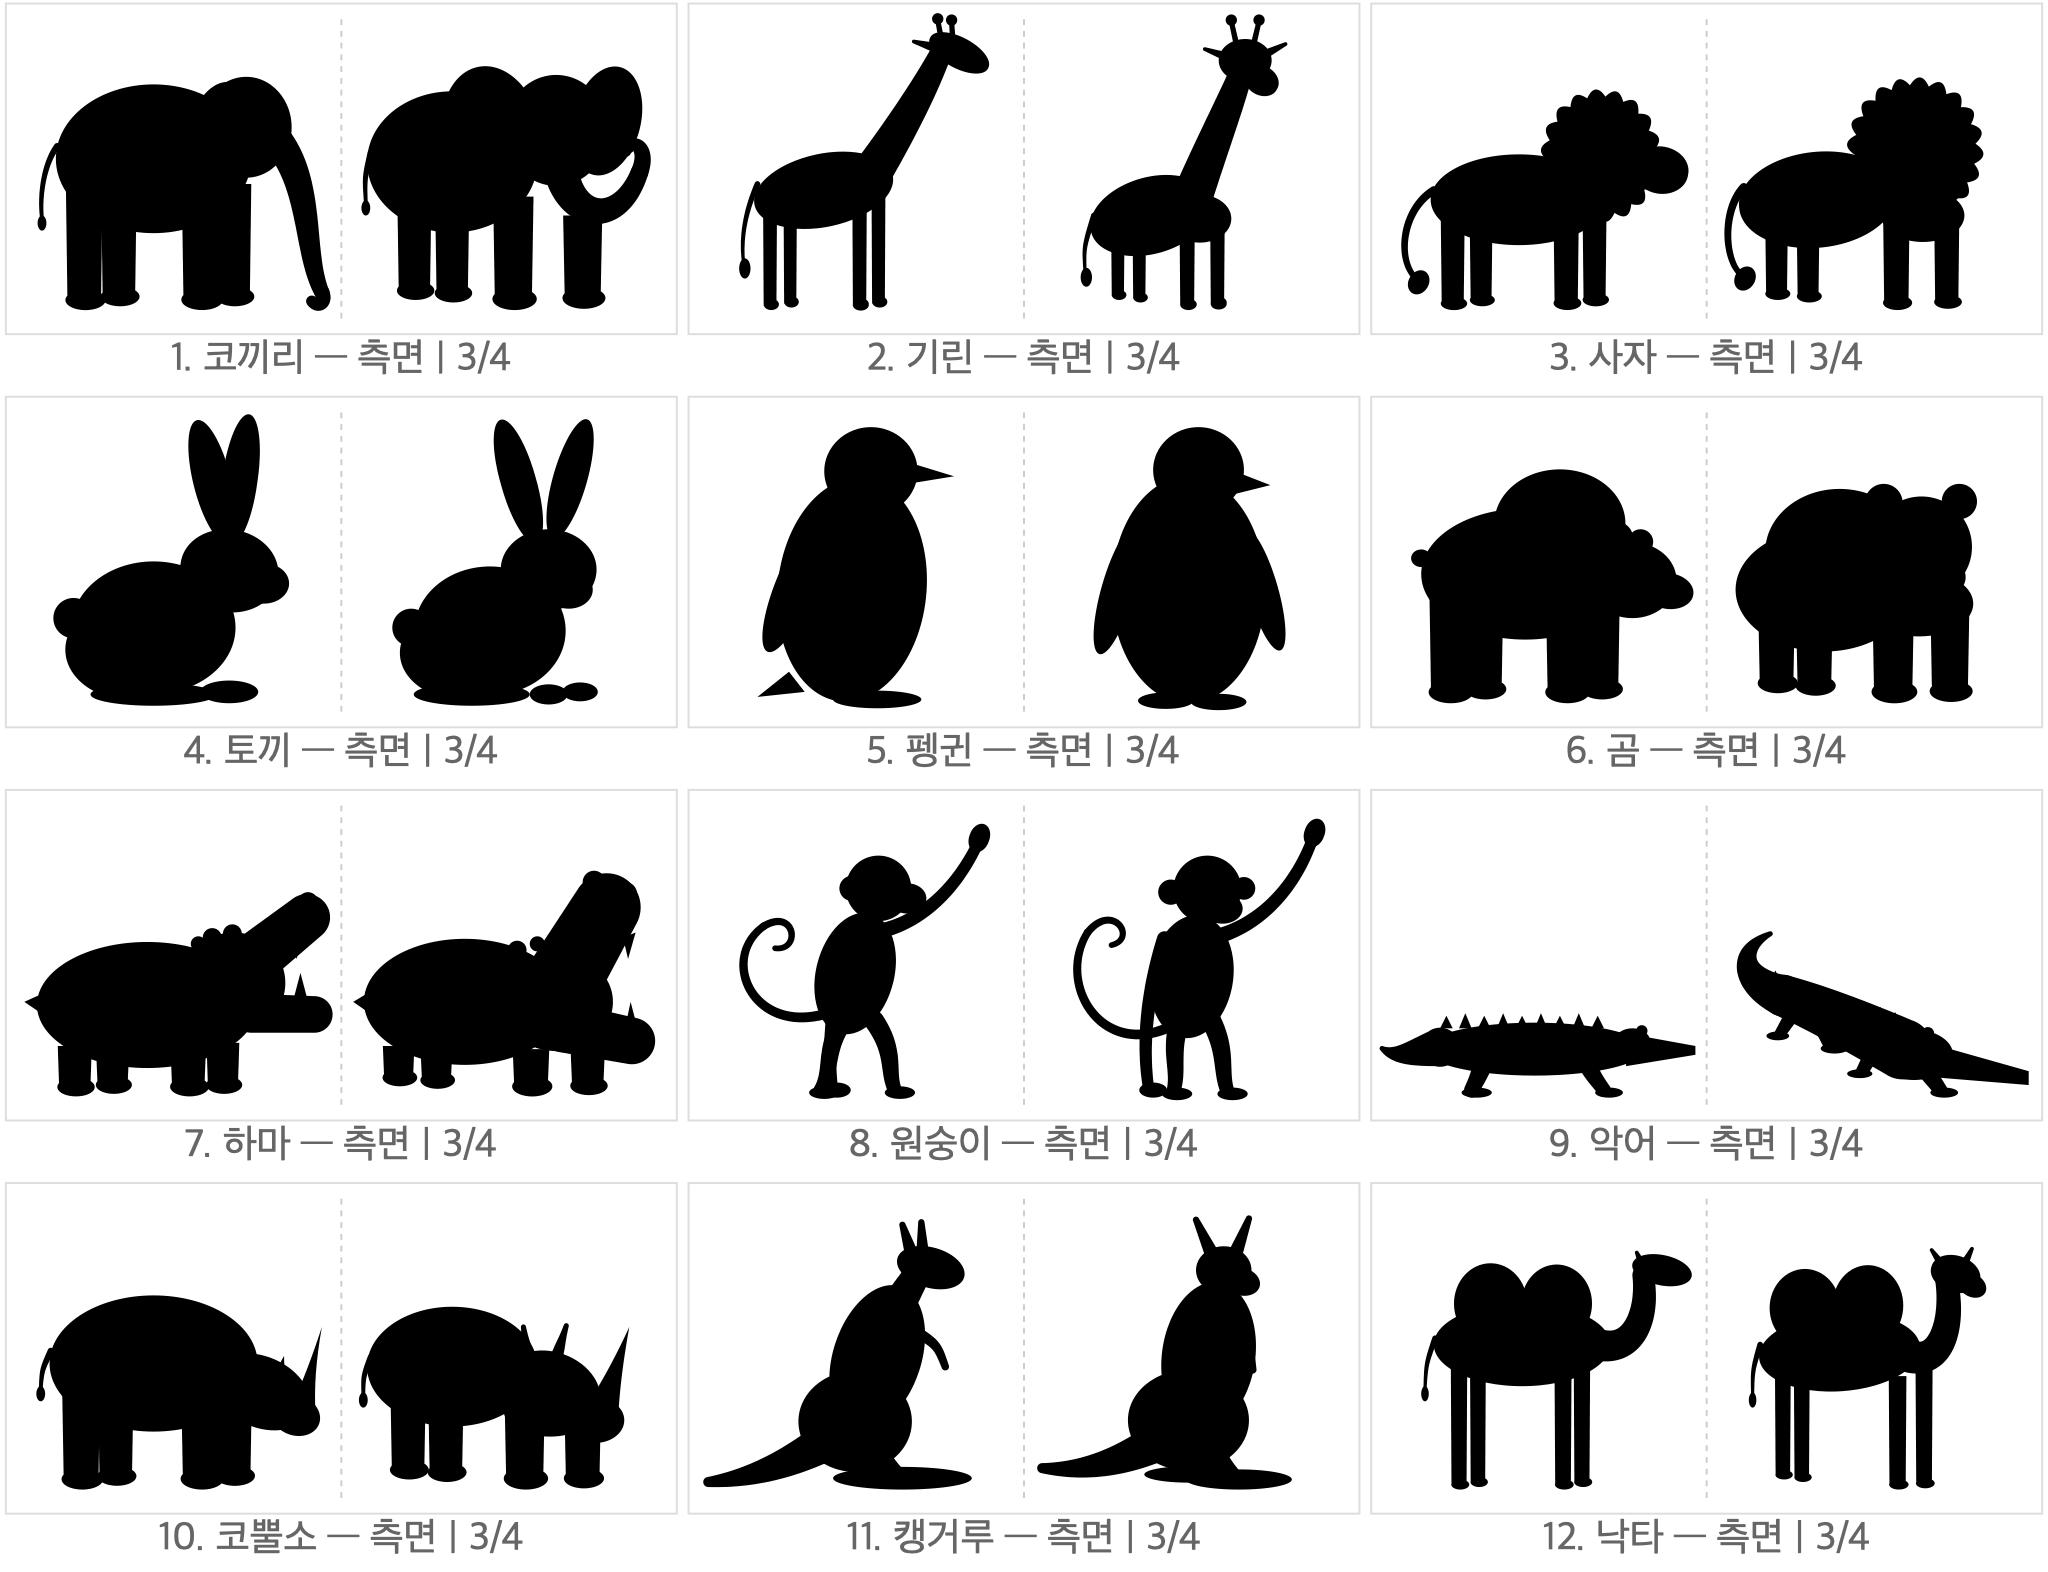 1. 코끼리 — 측면 | 3/4
2. 기린 — 측면 | 3/4
3. 사자 — 측면 | 3/4
4. 토끼 — 측면 | 3/4
5. 펭귄 — 측면 | 3/4
6. 곰 — 측면 | 3/4
7. 하마 — 측면 | 3/4
8. 원숭이 — 측면 | 3/4
9. 악어 — 측면 | 3/4
10. 코뿔소 — 측면 | 3/4
11. 캥거루 — 측면 | 3/4
12. 낙타 — 측면 | 3/4